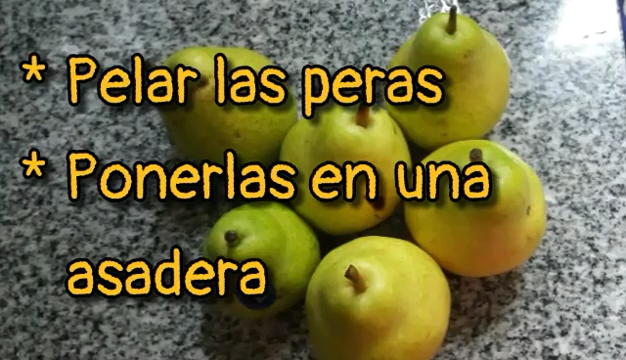 * Pelar las peras
* Ponerlas en una
asadera